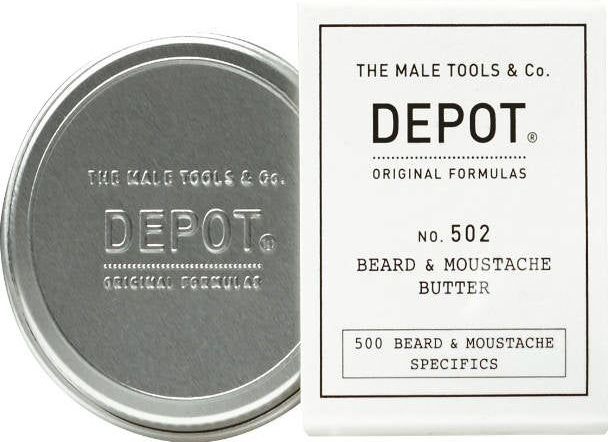 THE MALE TOOLS & Co.
DEPOT®
ORIGINAL FORMULAS
THE MALE TOOLS & Co.
DEPOT®
ORIGINAL FORMULAS
NO. 502
BEARD & MOUSTACHE
BUTTER
500 BEARD & MOUSTACHE
SPECIFICS